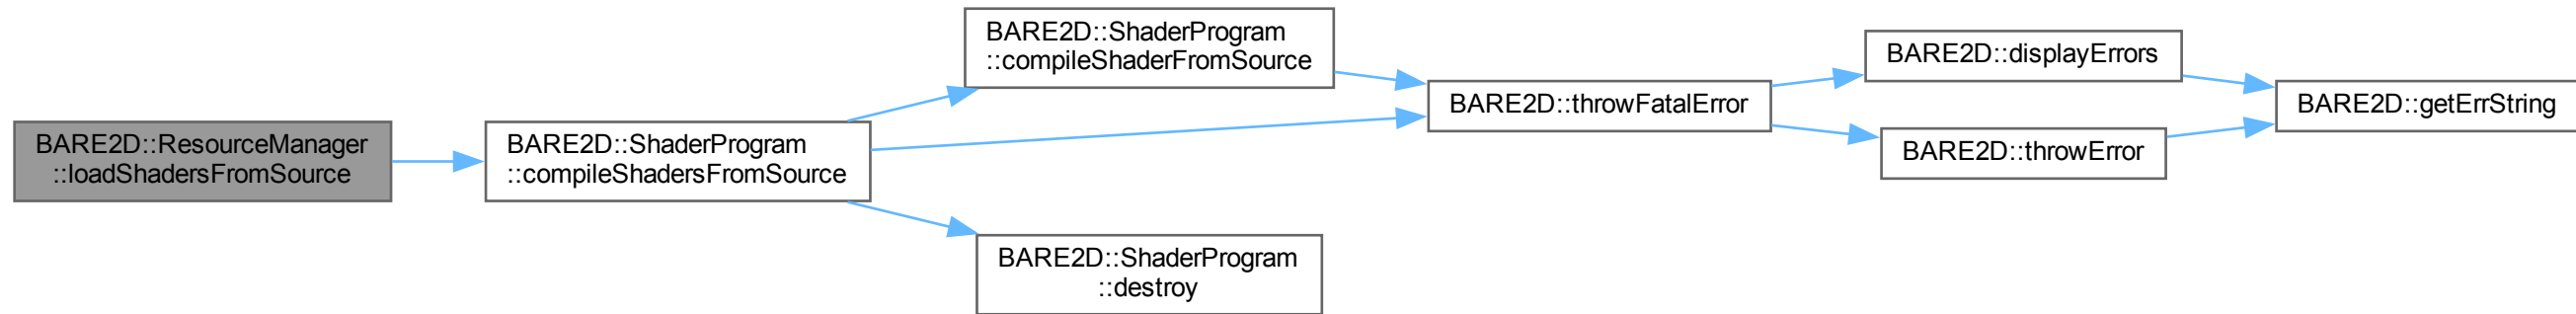 BARE2D::ResourceManager
::loadShadersFromSource
BARE2D::ShaderProgram
::compileShadersFromSource
BARE2D::ShaderProgram
::compileShaderFromSource
BARE2D::ShaderProgram
::destroy
BARE2D::throwFatalError
BARE2D::displayErrors
BARE2D::throwError
BARE2D::getErrString